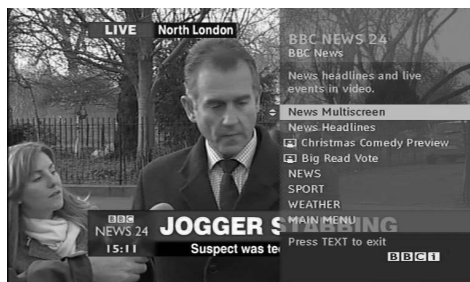 LIVE North London
BBC NEWS 24
BBC News
News headlines and live
events in video.
News Multiscreen
News Headlines
Christmas Comedy Preview
Big Read Vote
NEWS
SPORT
WEATHER
MAIN MENU
Press TEXT to exit
BBCi
BBC
NEWS 24
15:11
JOGGER STABBING
Suspect was